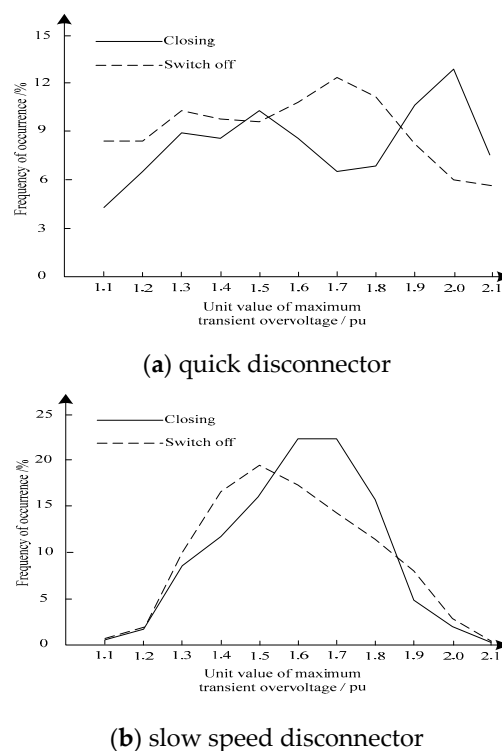 15
Closing
Switch off
12
9
6
3
0
Frequency of occurrence /%
1.1 1.2 1.3 1.4 1.5 1.6 1.7 1.8 1.9 2.0 2.1
Unit value of maximum
transient overvoltage / pu
(a) quick disconnector
25
Closing
Switch off
20
15
10
5
0
Frequency of occurrence /%
1.1 1.2 1.3 1.4 1.5 1.6 1.7 1.8 1.9 2.0 2.1
Unit value of maximum
transient overvoltage / pu
(b) slow speed disconnector